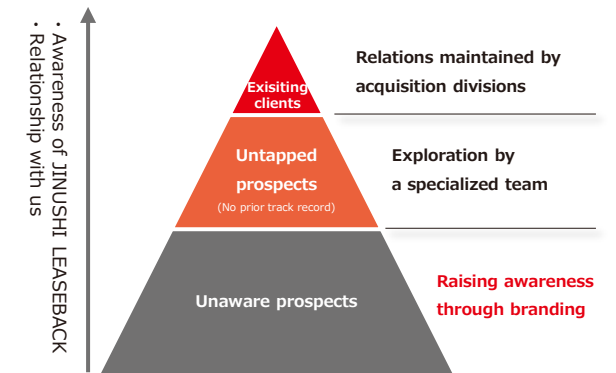 ・Awareness of JINUSHI LEASEBACK
・Relationship with us
Exisiting
clients
Relations maintained by
acquisition divisions
Untapped
prospects
(No prior track record)
Exploration by
a specialized team
Unaware prospects
Raising awareness
through branding